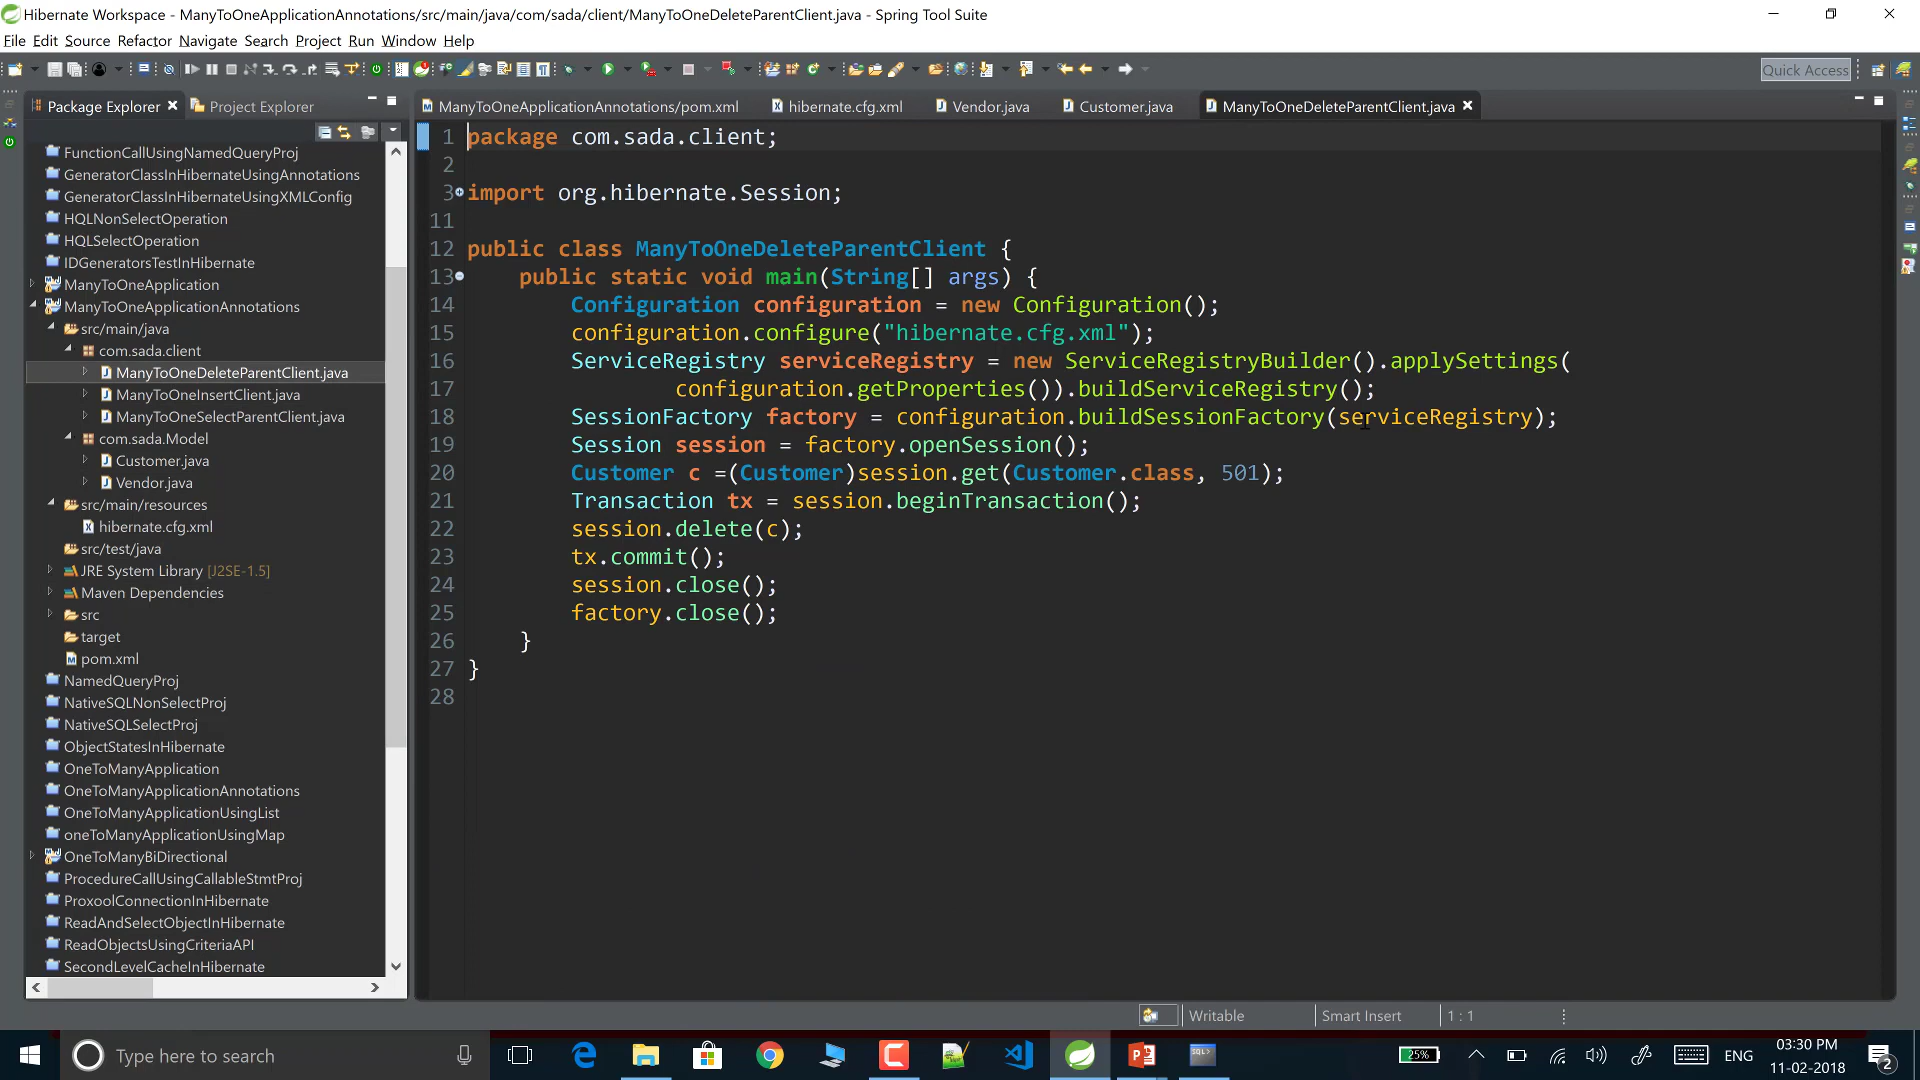 Hibernate Workspace - ManyToOneApplicationAnnotations/src/main/java/com/sada/client/ManyToOneDeleteParentClient.java - Spring Tool Suite
File Edit Source Refactor Navigate Search Project Run Window Help
Quick Access
Package Explorer Project Explorer
ManyToOneApplicationAnnotations/pom.xml hibernate.cfg.xml Vendor.java Customer.java ManyToOneDeleteParentClient.java
FunctionCallUsingNamedQueryProj
GeneratorClassInHibernateUsingAnnotations
GeneratorClassInHibernateUsingXMLConfig
HQLNonSelectOperation
HQLSelectOperation
IDGeneratorsTestInHibernate
ManyToOneApplication
ManyToOneApplicationAnnotations
src/main/java
com.sada.client
ManyToOneDeleteParentClient.java
ManyToOneInsertClient.java
ManyToOneSelectParentClient.java
com.sada.Model
Customer.java
Vendor.java
src/main/resources
hibernate.cfg.xml
src/test/java
JRE System Library [J2SE-1.5]
Maven Dependencies
src
target
pom.xml
NamedQueryProj
NativeSQLNonSelectProj
NativeSQLSelectProj
ObjectStatesInHibernate
OneToManyApplication
OneToManyApplicationAnnotations
OneToManyApplicationUsingList
oneToManyApplicationUsingMap
OneToManyBiDirectional
ProcedureCallUsingCallableStmtProj
ProxoolConnectionInHibernate
ReadAndSelectObjectInHibernate
ReadObjectsUsingCriteriaAPI
SecondLevelCacheInHibernate
1 package com.sada.client;
2
3 import org.hibernate.Session;
11
12 public class ManyToOneDeleteParentClient {
13 public static void main(String[] args) {
14 Configuration configuration = new Configuration();
15 configuration.configure("hibernate.cfg.xml");
16 ServiceRegistry serviceRegistry = new ServiceRegistryBuilder().applySettings(
17 configuration.getProperties()).buildServiceRegistry();
18 SessionFactory factory = configuration.buildSessionFactory(serviceRegistry);
19 Session session = factory.openSession();
20 Customer c =(Customer)session.get(Customer.class, 501);
21 Transaction tx = session.beginTransaction();
22 session.delete(c);
23 tx.commit();
24 session.close();
25 factory.close();
26 }
27 }
28
Writable Smart Insert 1 : 1
Type here to search
25%
ENG
03:30 PM
11-02-2018
2